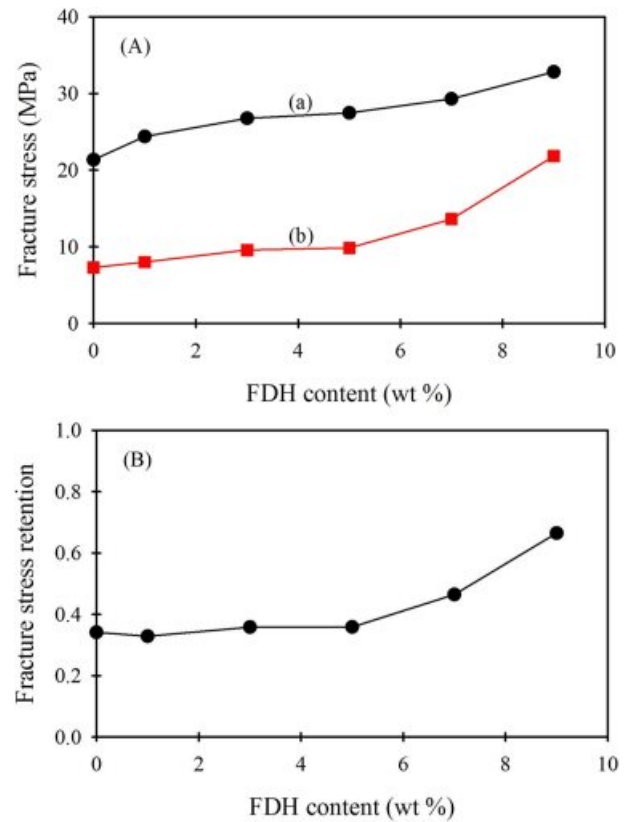 (A)
(a)
(b)
Fracture stress (MPa)
40
30
20
10
0
0 2 4 6 8 10
FDH content (wt %)
(B)
Fracture stress retention
1.0
0.8
0.6
0.4
0.2
0.0
0 2 4 6 8 10
FDH content (wt %)